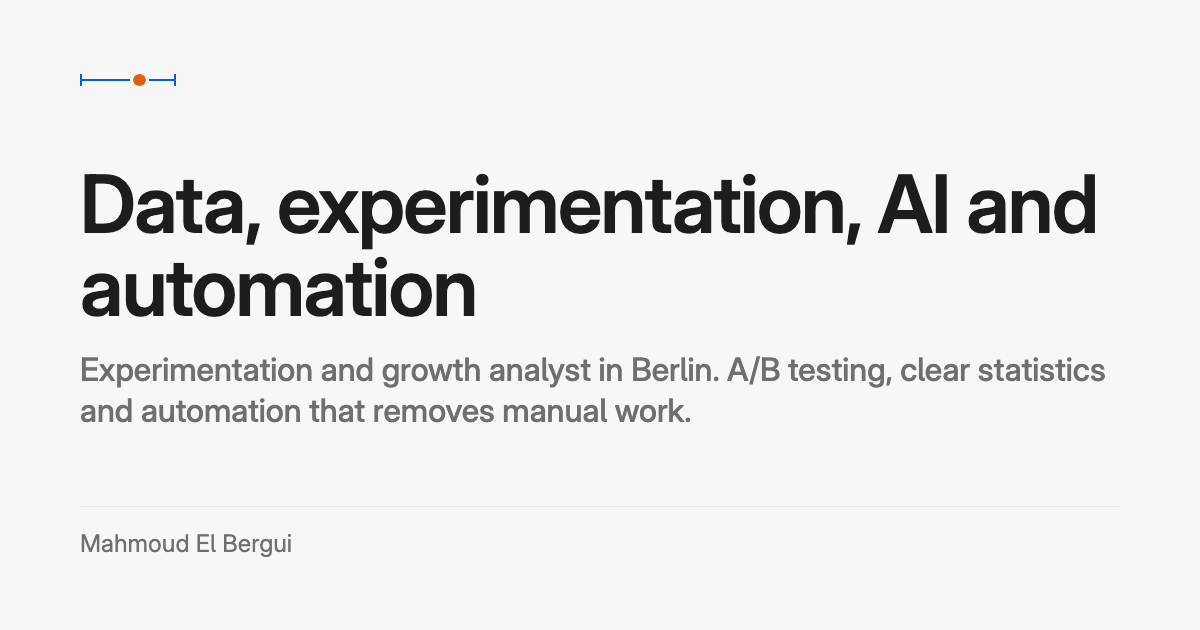 Data, experimentation, AI and
automation
Experimentation and growth analyst in Berlin. A/B testing, clear statistics
and automation that removes manual work.
Mahmoud El Bergui